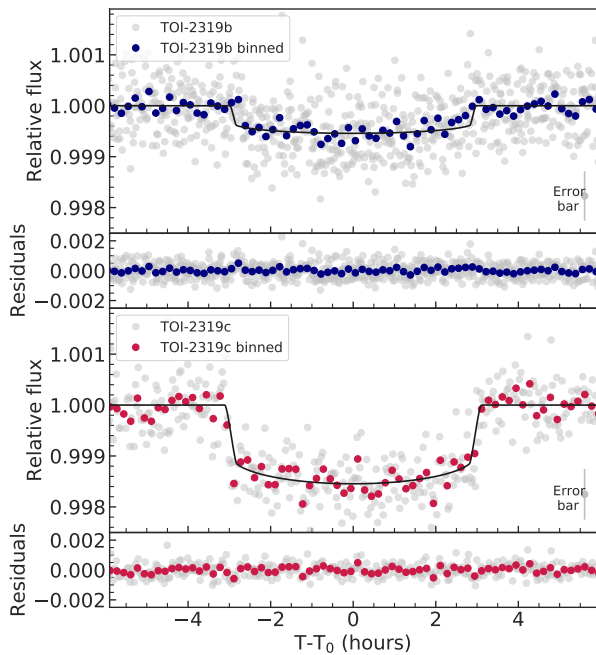 TOI-2319b
TOI-2319b binned
1.001
1.000
0.999
0.998
Relative flux
Error
bar
0.002
0.000
−0.002
Residuals
TOI-2319c
TOI-2319c binned
1.001
1.000
0.999
0.998
Relative flux
Error
bar
0.002
0.000
−0.002
Residuals
−4 −2 0 2 4
T-T₀ (hours)